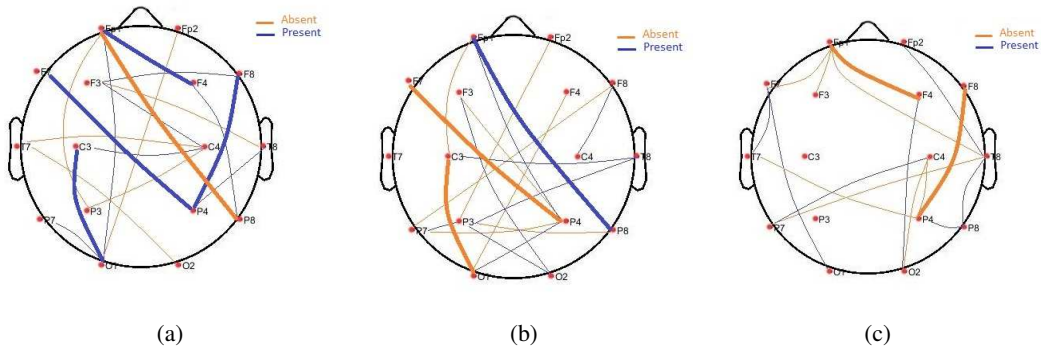 Absent
Present
Fp1 Fp2
F7 F3 F4 F8
T7 C3 C4 T8
P7 P3 P4 P8
O1 O2
(a)
Absent
Present
Fp1 Fp2
F7 F3 F4 F8
T7 C3 C4 T8
P7 P3 P4 P8
O1 O2
(b)
Absent
Present
Fp1 Fp2
F7 F3 F4 F8
T7 C3 C4 T8
P7 P3 P4 P8
O1 O2
(c)